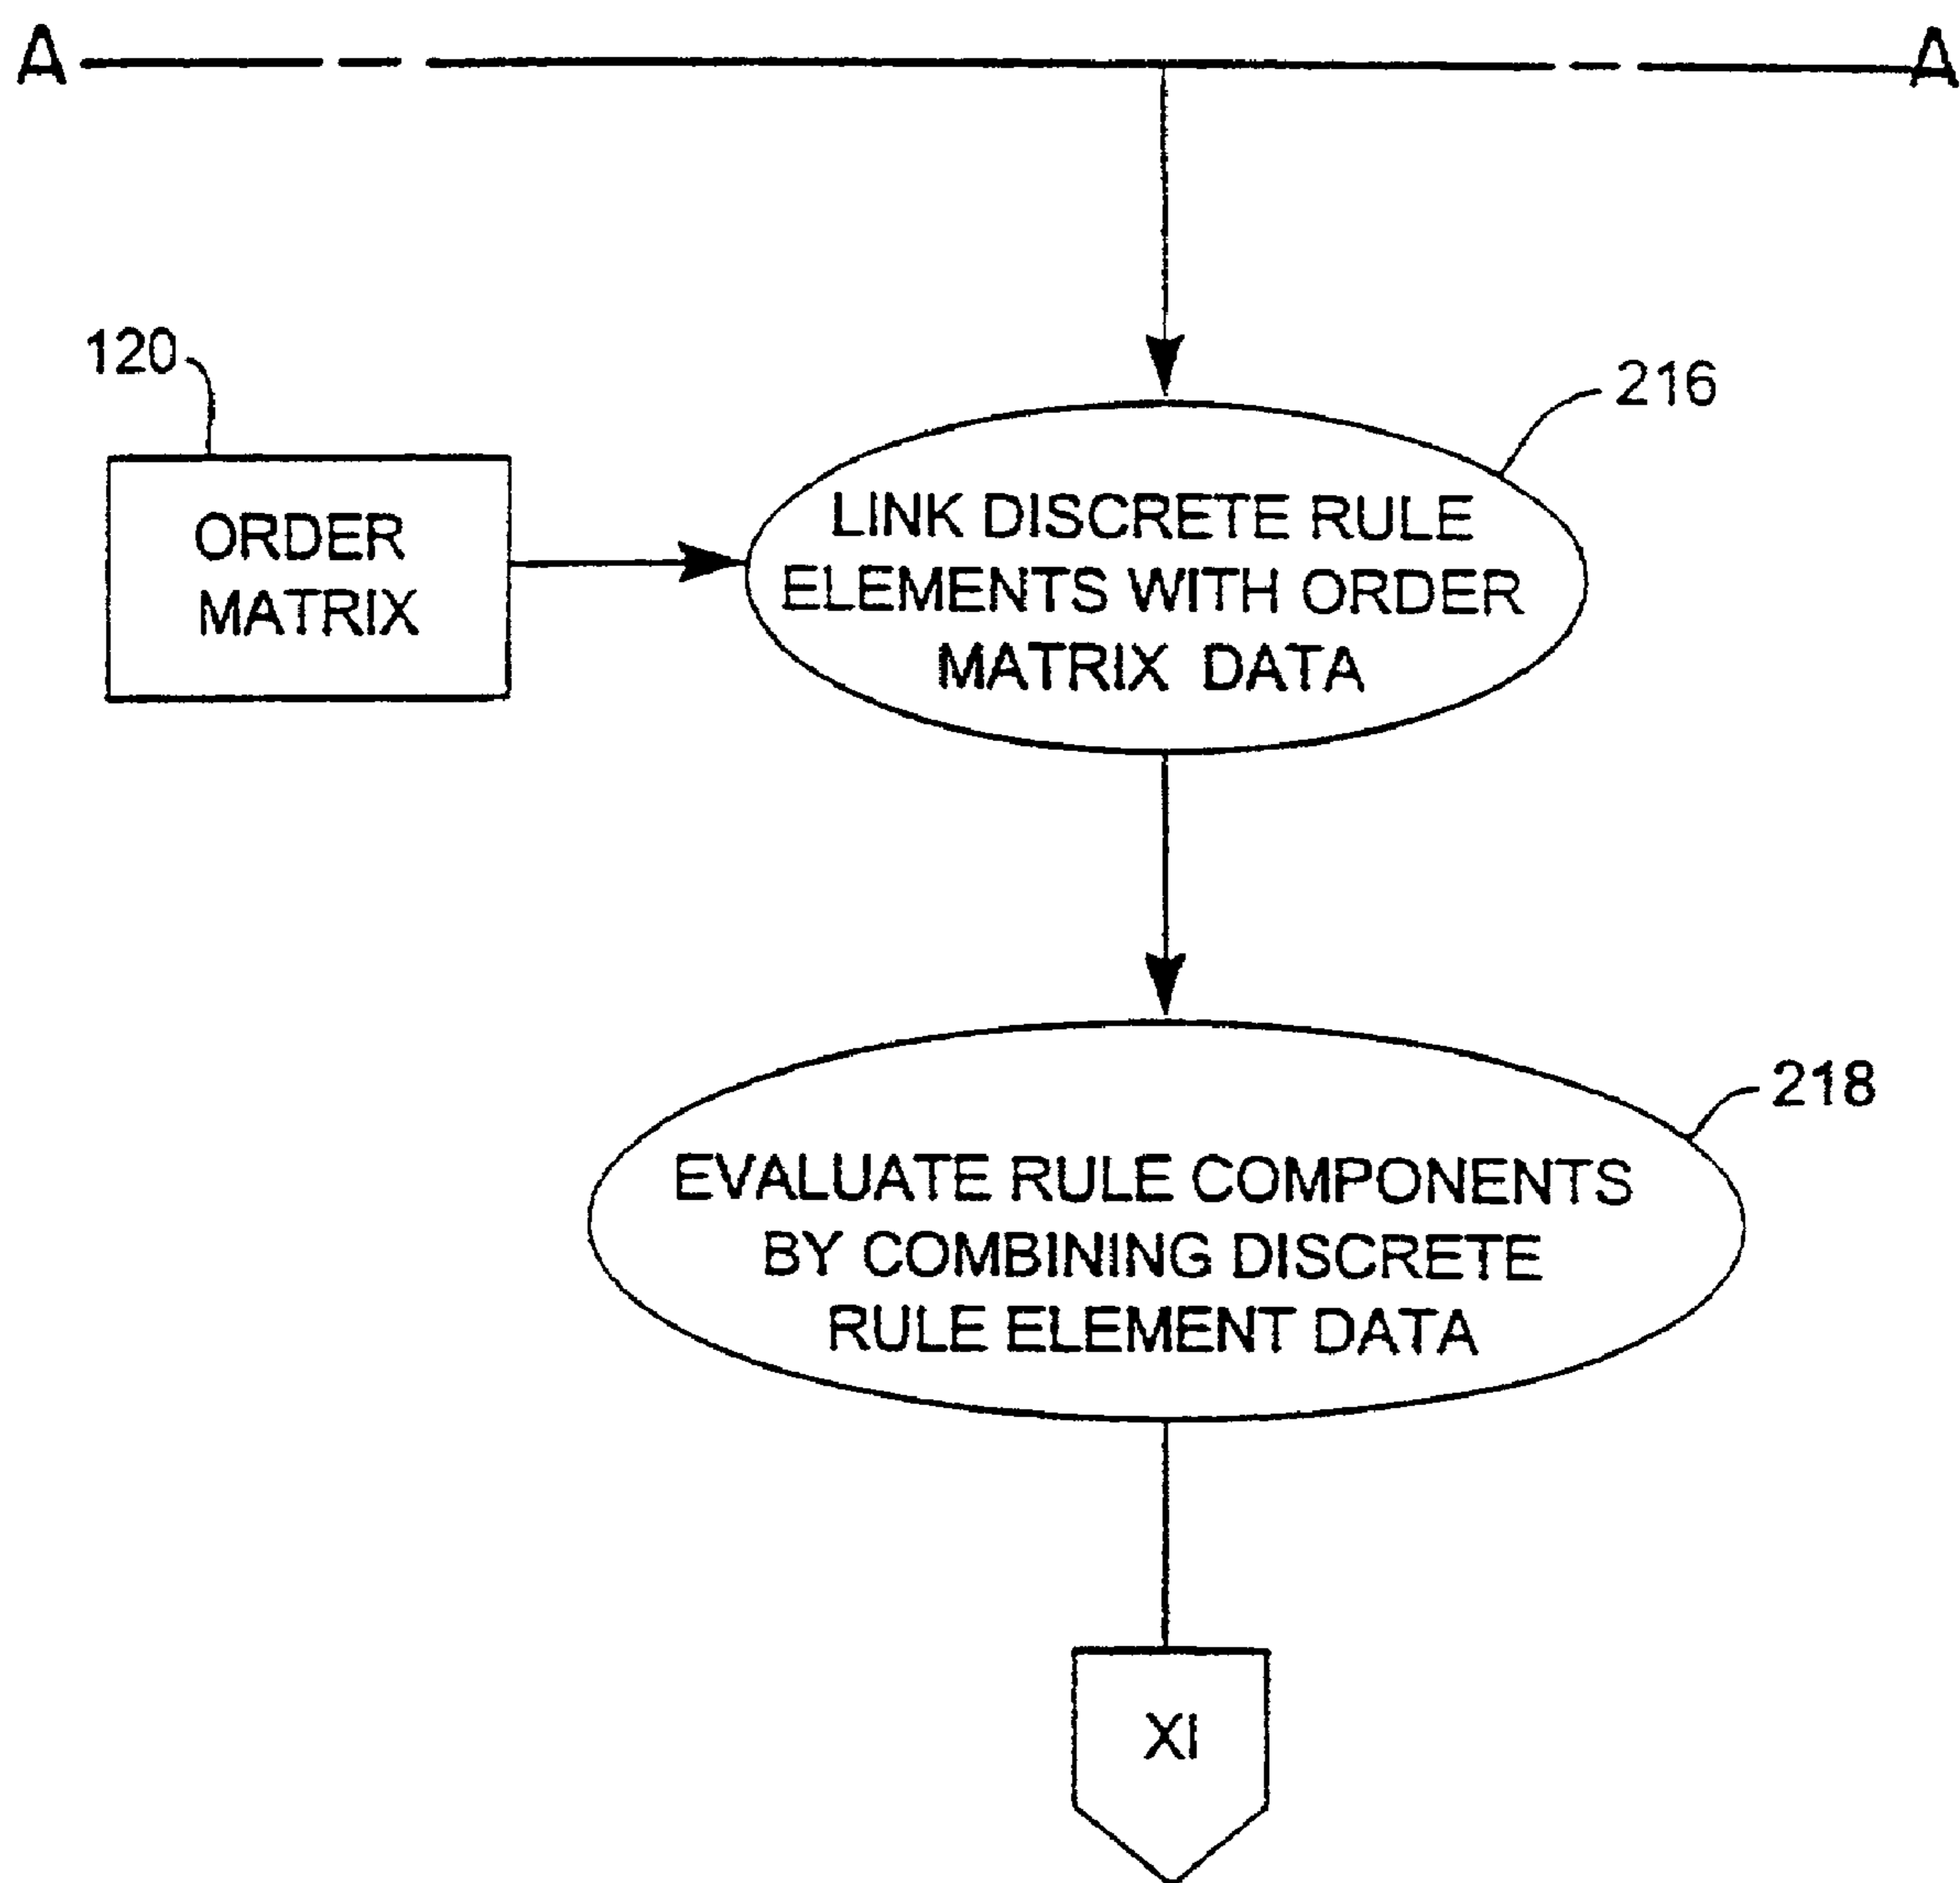 A A
120
216
ORDER
MATRIX
LINK DISCRETE RULE
ELEMENTS WITH ORDER
MATRIX DATA
218
EVALUATE RULE COMPONENTS
BY COMBINING DISCRETE
RULE ELEMENT DATA
XI